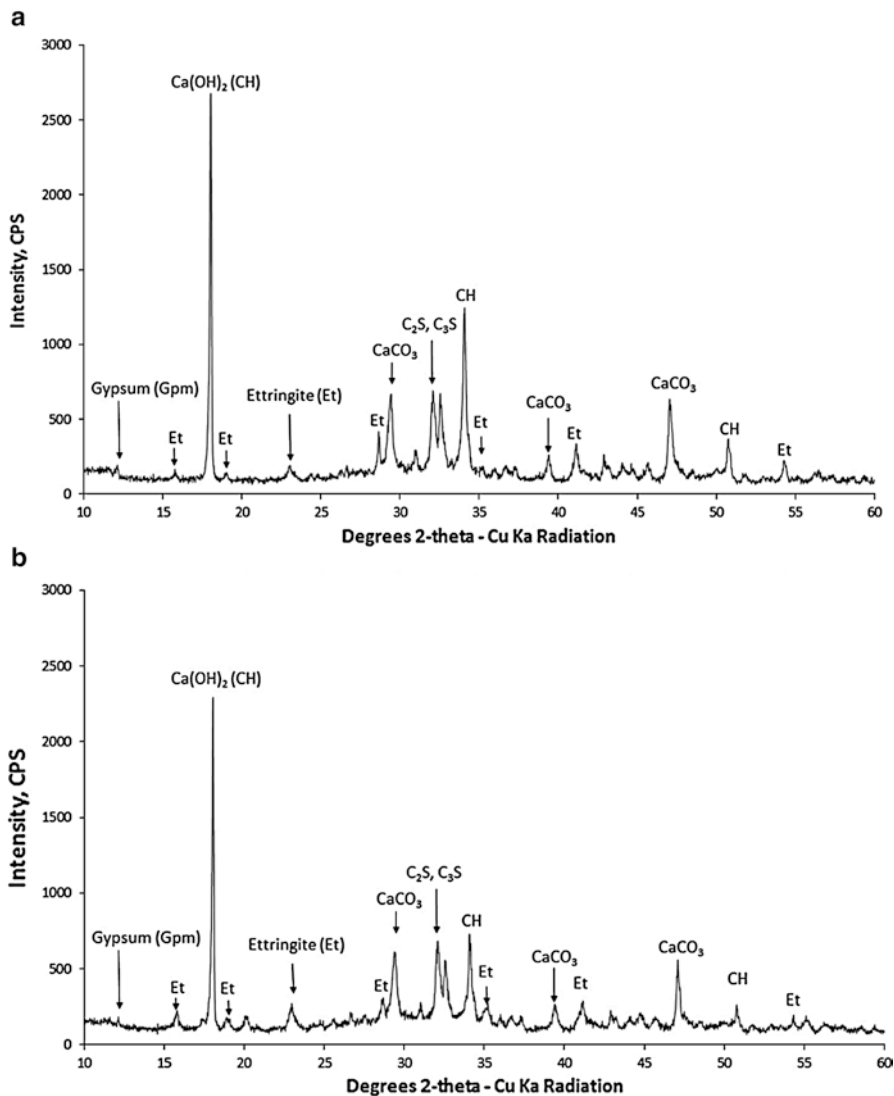 a
3000
Ca(OH)₂ (CH)
2500
2000
Intensity, CPS
1500
CH
C₂S, C₃S
1000
CaCO₃
CaCO₃
Gypsum (Gpm)
Ettringite (Et)
500
Et
Et
Et
Et
CaCO₃
Et
CH
Et
0
10 15 20 25 30 35 40 45 50 55 60
Degrees 2-theta - Cu Ka Radiation
b
3000
2500
Ca(OH)₂ (CH)
2000
Intensity, CPS
1500
C₂S, C₃S
1000
CaCO₃
CH
CaCO₃
Gypsum (Gpm)
Ettringite (Et)
CaCO₃
500
Et
Et
Et
Et
Et
CH
Et
0
10 15 20 25 30 35 40 45 50 55 60
Degrees 2-theta - Cu Ka Radiation